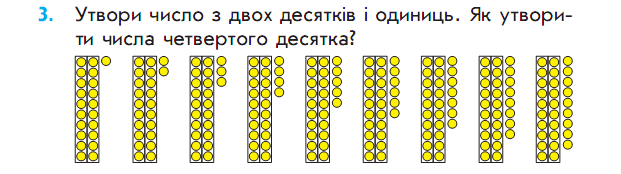 3. Утвори число з двох десятків і одиниць. Як утвори-
ти числа четвертого десятка?